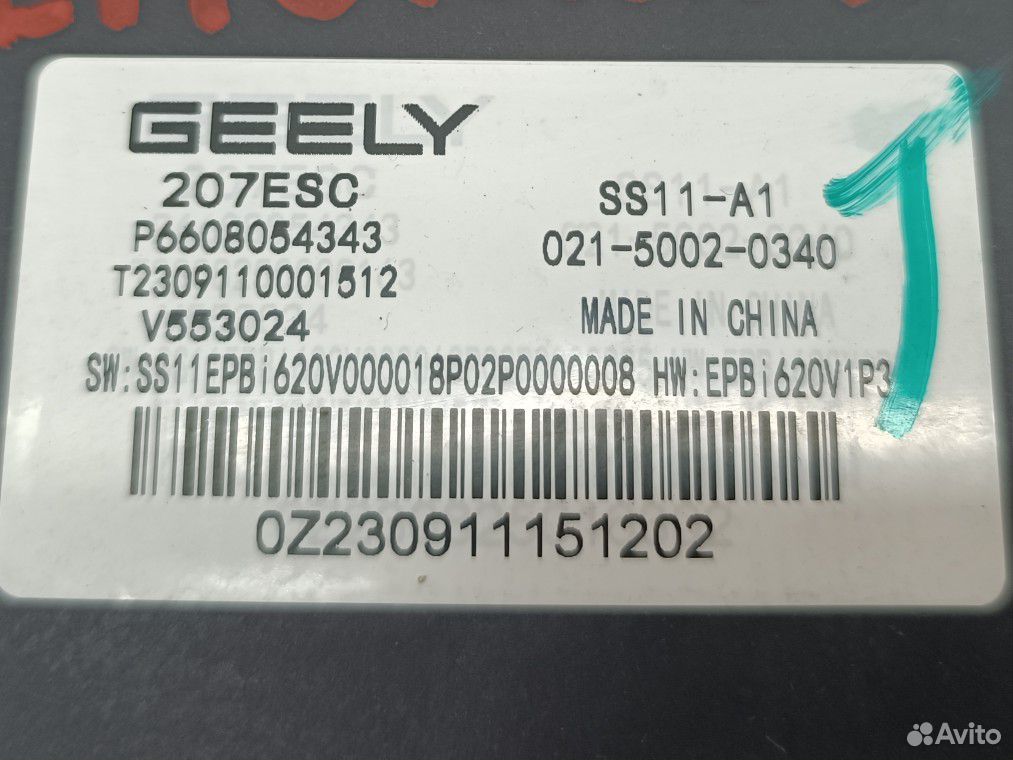 GEELY
207ESC
SS11-A1
P6608054343
021-5002-0340
T2309110001512
V553024
MADE IN CHINA
SW:SS11EPBi620V000018P02P0000008 HW:EPBi620V1P3
0Z230911151202
Avito